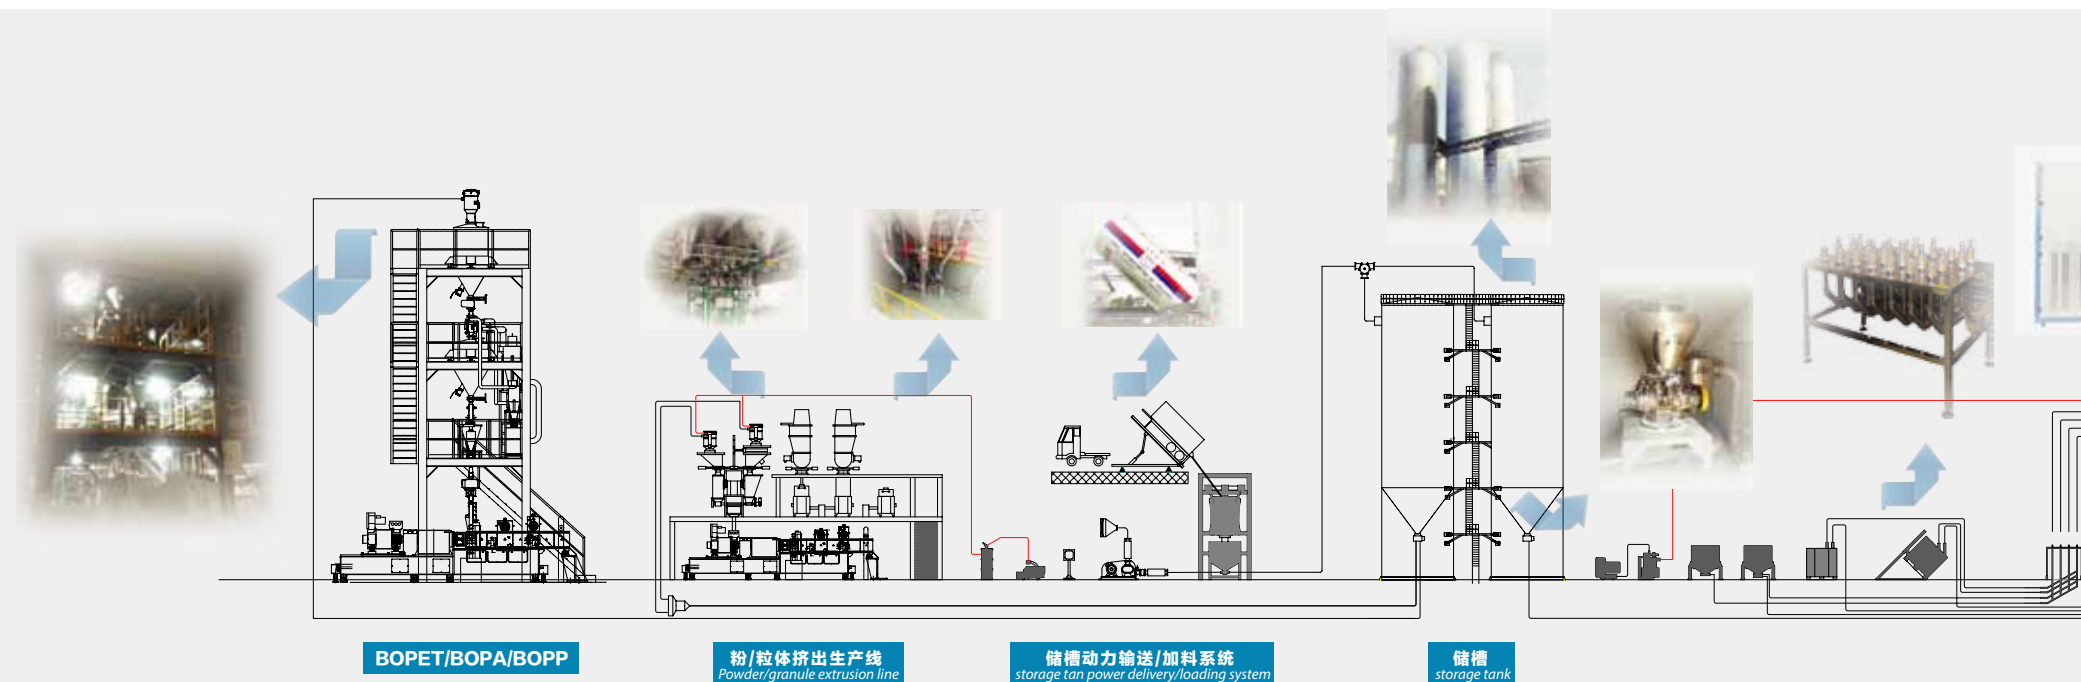 BOPET/BOPA/BOPP
粉/粒体挤出生产线
Powder/granule extrusion line
储槽动力输送/加料系统
storage tan power delivery/loading system
储槽
storage tank